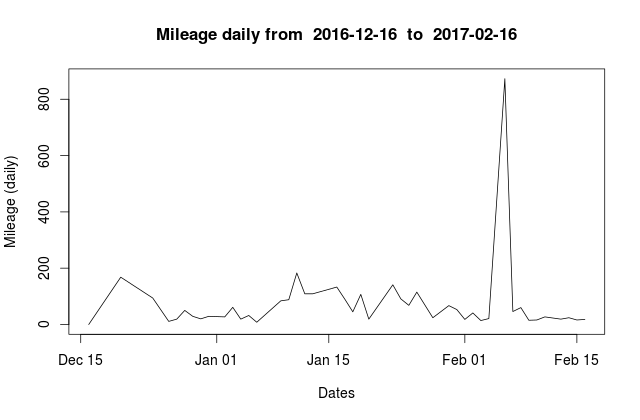 Mileage daily from  2016-12-16  to  2017-02-16
800
600
400
200
0
Mileage (daily)
Dec 15
Jan 01
Jan 15
Feb 01
Feb 15
Dates